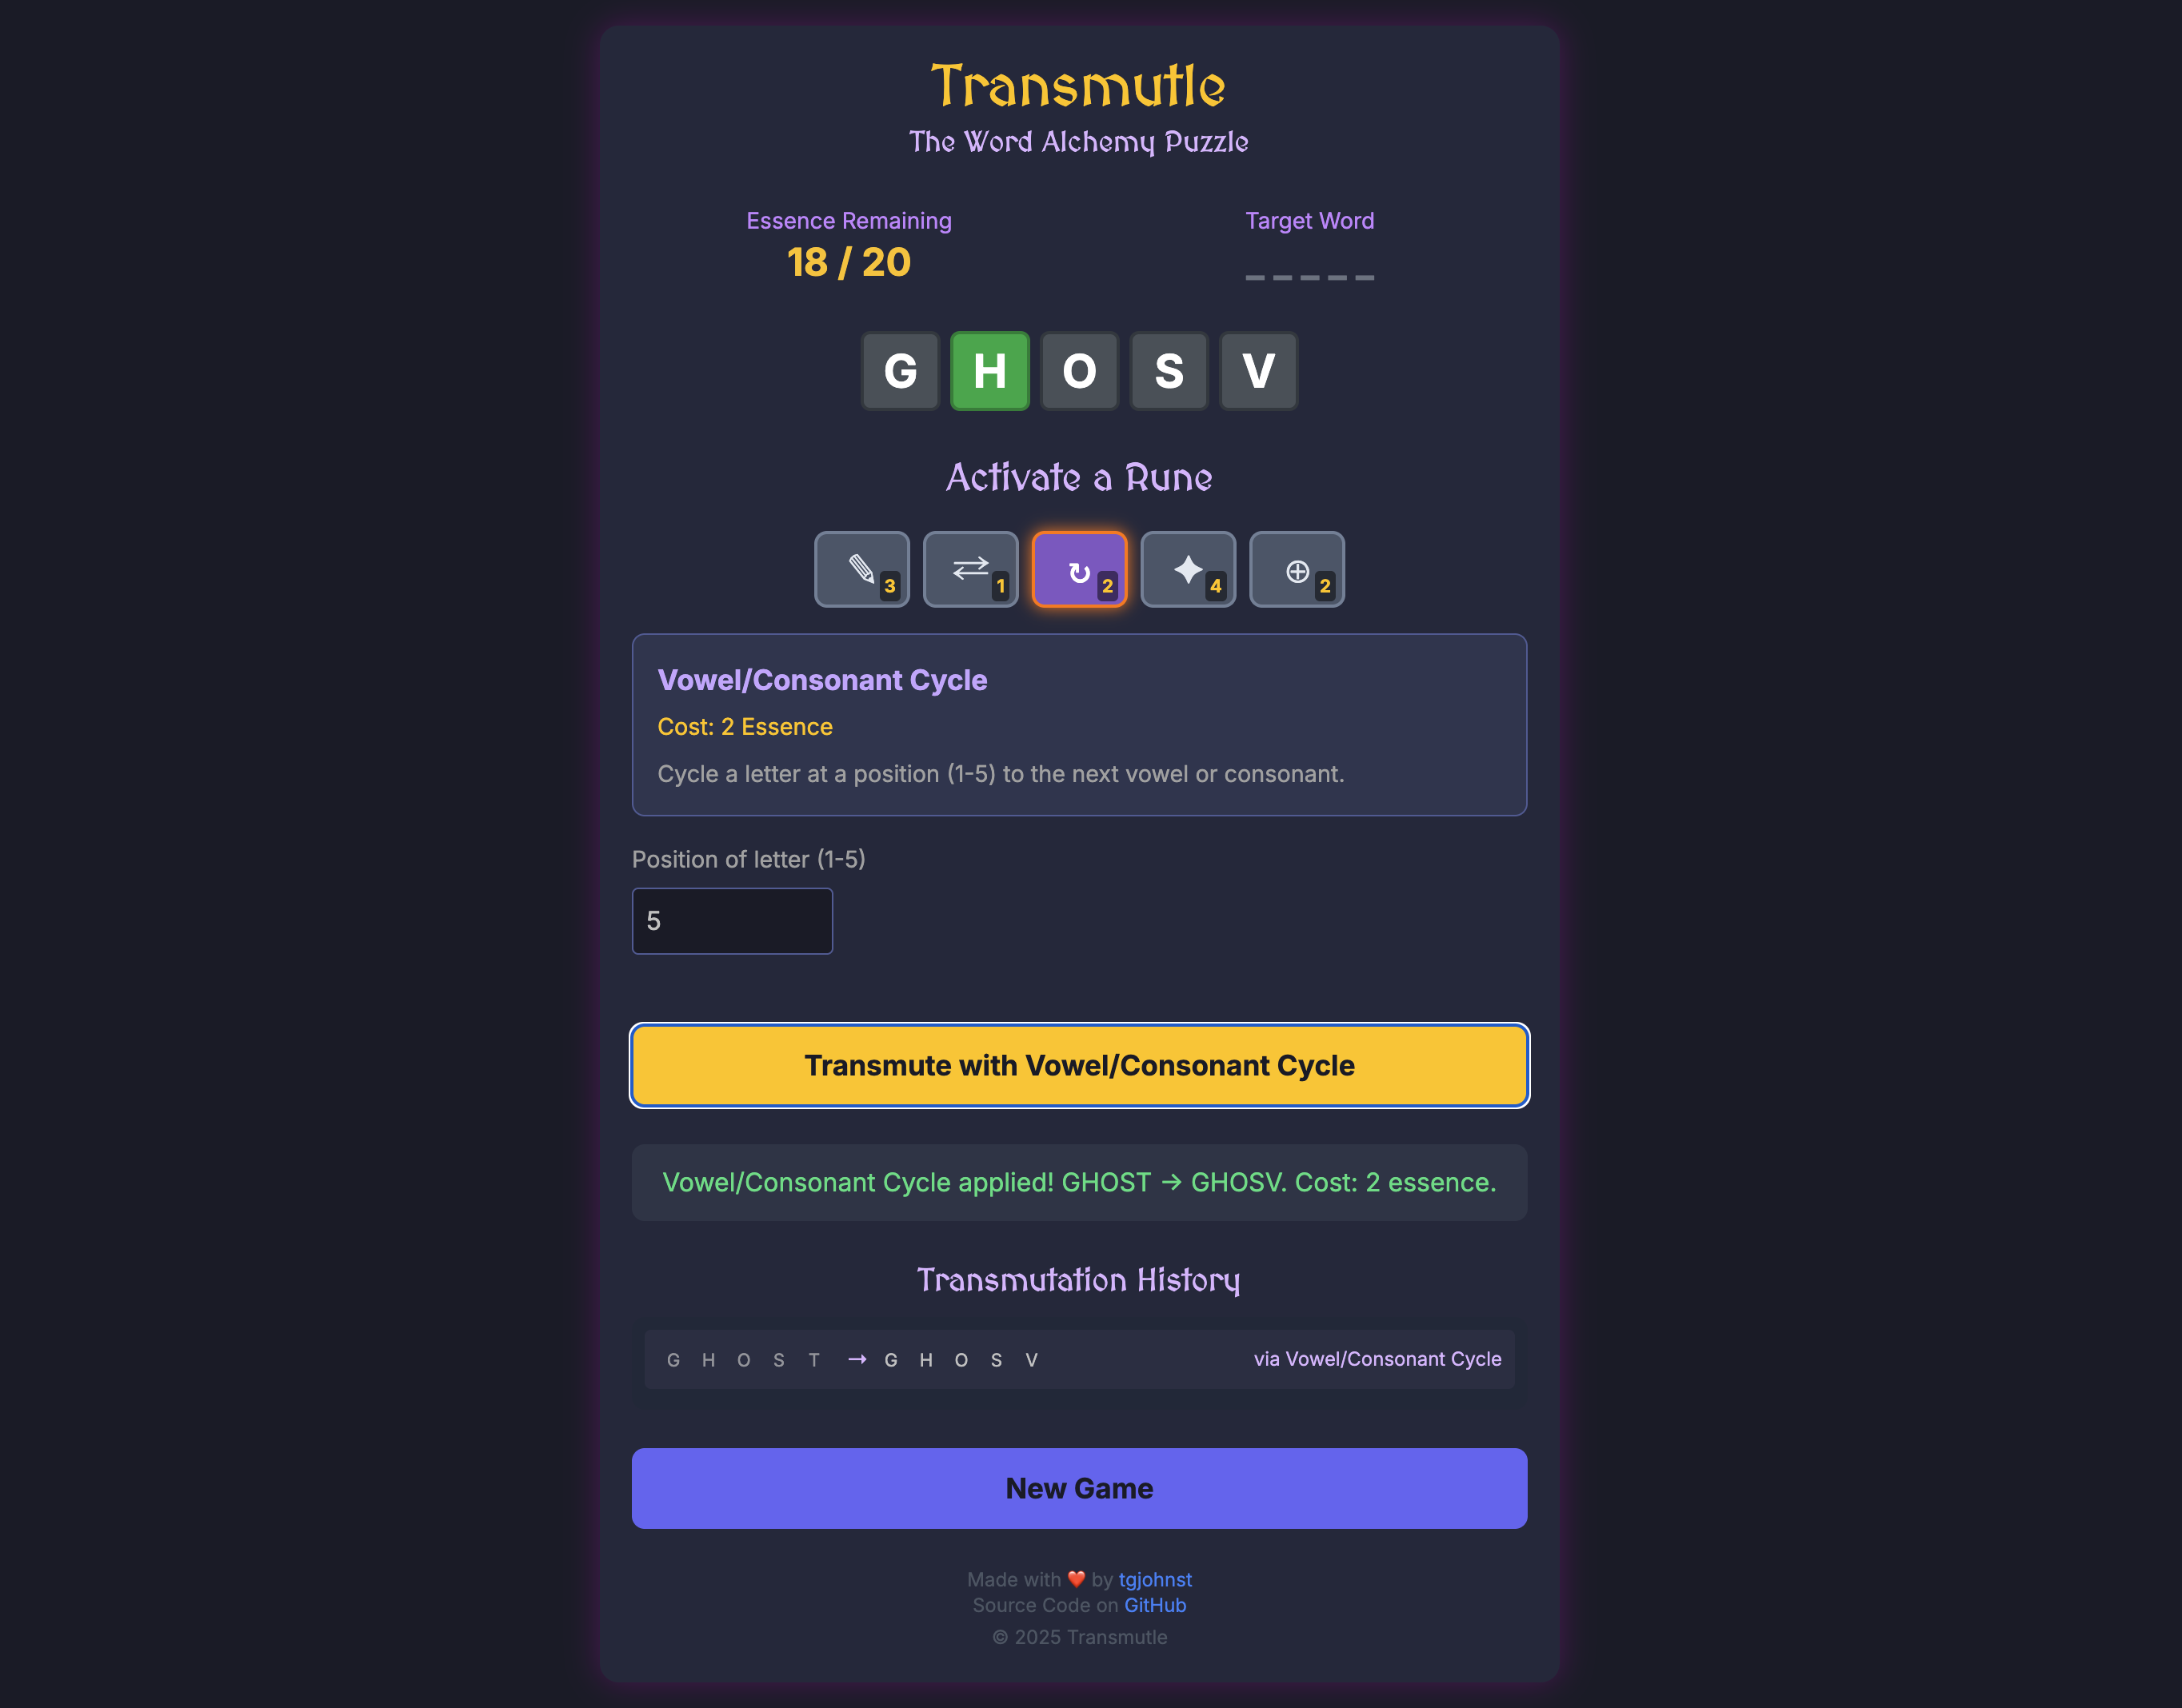 Transmutle
The Word Alchemy Puzzle
Essence Remaining
18 / 20
Target Word
_ _ _ _ _
G H O S V
Activate a Rune
✎ 3 ⇄ 1 ↻ 2 ✦ 4 ⊕ 2
Vowel/Consonant Cycle
Cost: 2 Essence
Cycle a letter at a position (1-5) to the next vowel or consonant.
Position of letter (1-5)
5
Transmute with Vowel/Consonant Cycle
Vowel/Consonant Cycle applied! GHOST → GHOSV. Cost: 2 essence.
Transmutation History
G H O S T → G H O S V via Vowel/Consonant Cycle
New Game
Made with ❤️ by tgjohnst
Source Code on GitHub
© 2025 Transmutle